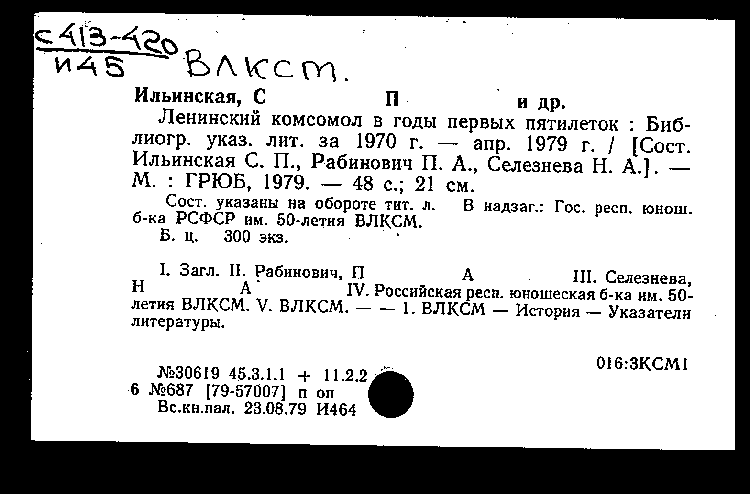 с 413-420
И45
ВЛКСМ.
Ильинская, С П и др.
Ленинский комсомол в годы первых пятилеток : Биб-
лиогр. указ. лит. за 1970 г. — апр. 1979 г. / [Сост.
Ильинская С. П., Рабинович П. А., Селезнева Н. А.]. —
М. : ГРЮБ, 1979. — 48 с.; 21 см.
Сост. указаны на обороте тит. л. В надзаг.: Гос. респ. юнош.
б-ка РСФСР им. 50-летия ВЛКСМ.
Б. ц. 300 экз.
I. Загл. II. Рабинович, П А III. Селезнева,
Н А IV. Российская респ. юношеская б-ка им. 50-
летия ВЛКСМ. V. ВЛКСМ. — — 1. ВЛКСМ — История — Указатели
литературы.
016:3КСМ1
№30619 45.3.1.1 + 11.2.2
6 №687 [79-57007] п оп
Вс.кн.пал. 23.08.79 И464